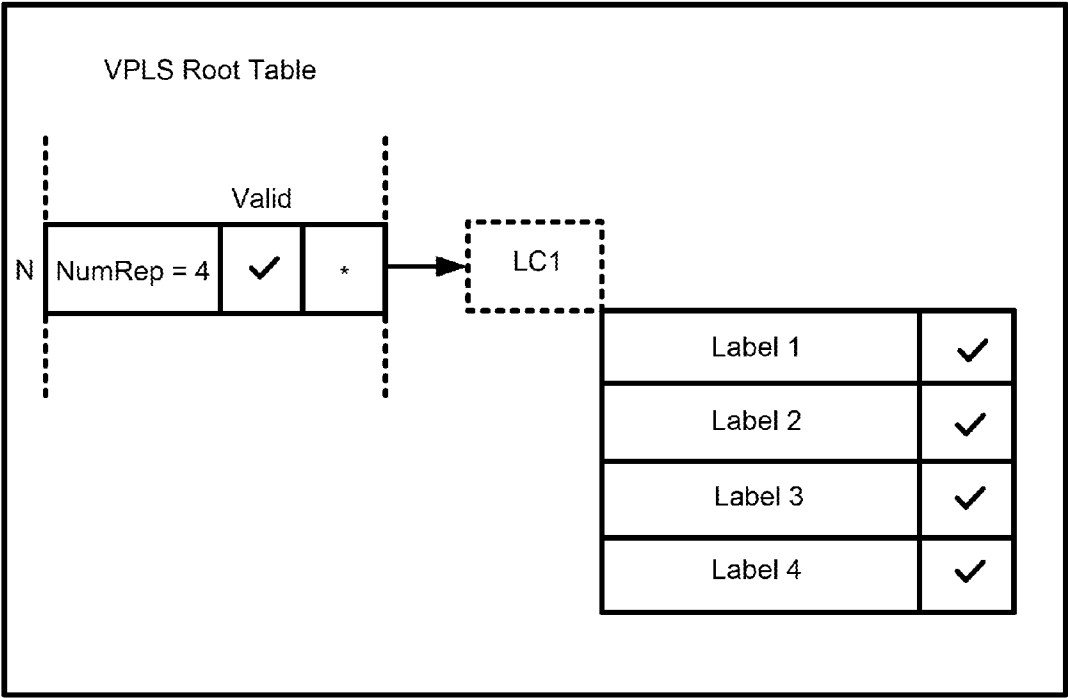 VPLS Root Table
Valid
N NumRep = 4 ✓ * LC1
Label 1 ✓
Label 2 ✓
Label 3 ✓
Label 4 ✓